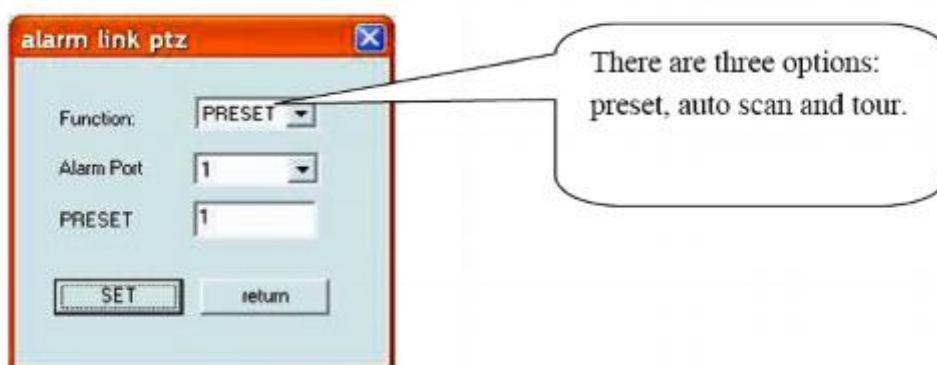 alarm link ptz
Function: PRESET
Alarm Port 1
PRESET 1
SET return
There are three options:
preset, auto scan and tour.